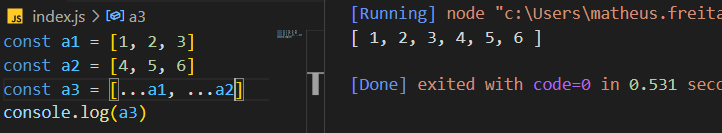 JS index.js > a3
const a1 = [1, 2, 3]
const a2 = [4, 5, 6]
const a3 = [...a1, ...a2]
console.log(a3)
[Running] node "c:\Users\matheus.freita
[ 1, 2, 3, 4, 5, 6 ]
[Done] exited with code=0 in 0.531 seco